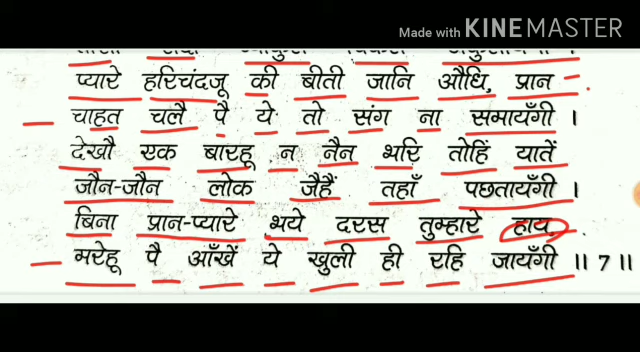 Made with KINEMASTER
प्यारे हरिचंदजू की बीती जानि औधि, प्रान
चाहत चलै पै ये तो संग ना समायँगी ।
देखौ एक बारहू न नैन भरि तोहिं यातें
जौन-जौन लोक जैहैं तहाँ पछतायँगी ।
बिना प्रान-प्यारे भये दरस तुम्हारे हाय,
मरेहू पै आँखें ये खुली ही रहि जायँगी ॥ 7 ॥